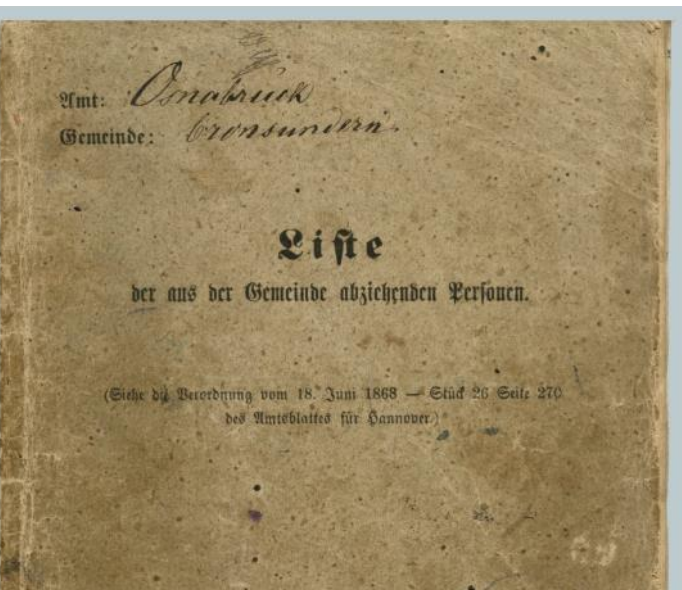 Amt: Osnabrück
Gemeinde: Cronsundern.
Liste
der aus der Gemeinde abziehenden Personen.
(Siehe die Verordnung vom 18. Juni 1868 — Stück 26 Seite 270
des Amtsblattes für Hannover.)